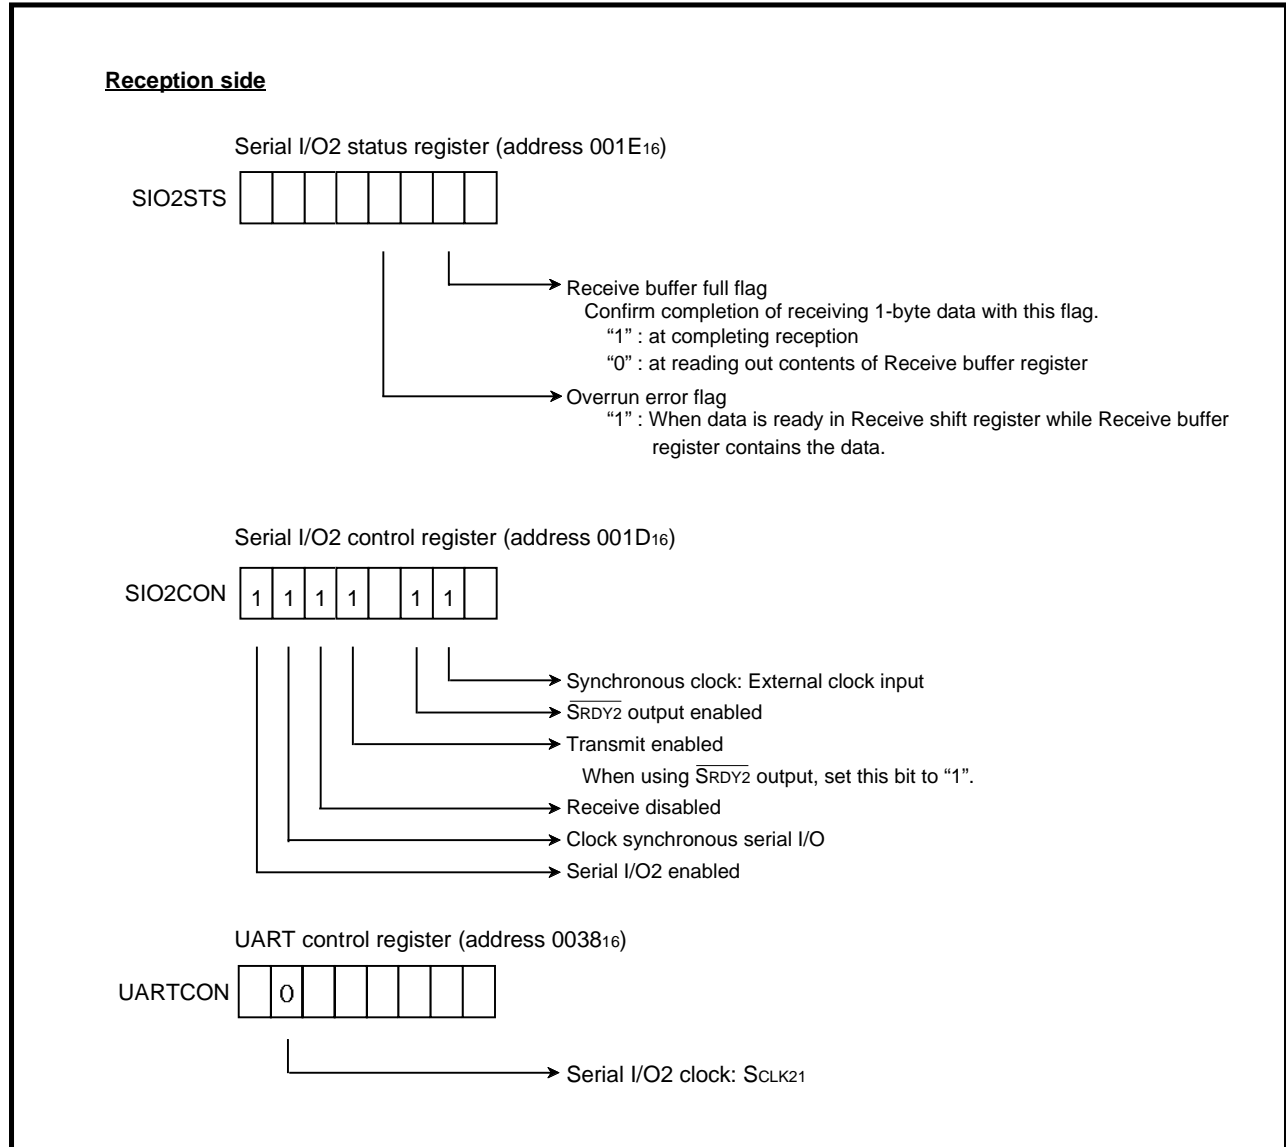 Reception side
Serial I/O2 status register (address 001E16)
SIO2STS
Receive buffer full flag
Confirm completion of receiving 1-byte data with this flag.
“1” : at completing reception
“0” : at reading out contents of Receive buffer register
Overrun error flag
“1” : When data is ready in Receive shift register while Receive buffer
register contains the data.
Serial I/O2 control register (address 001D16)
SIO2CON 1 1 1 1 1 1
Synchronous clock: External clock input
S̅R̅D̅Y̅2̅ output enabled
Transmit enabled
When using S̅R̅D̅Y̅2̅ output, set this bit to “1”.
Receive disabled
Clock synchronous serial I/O
Serial I/O2 enabled
UART control register (address 003816)
UARTCON 0
Serial I/O2 clock: SCLK21